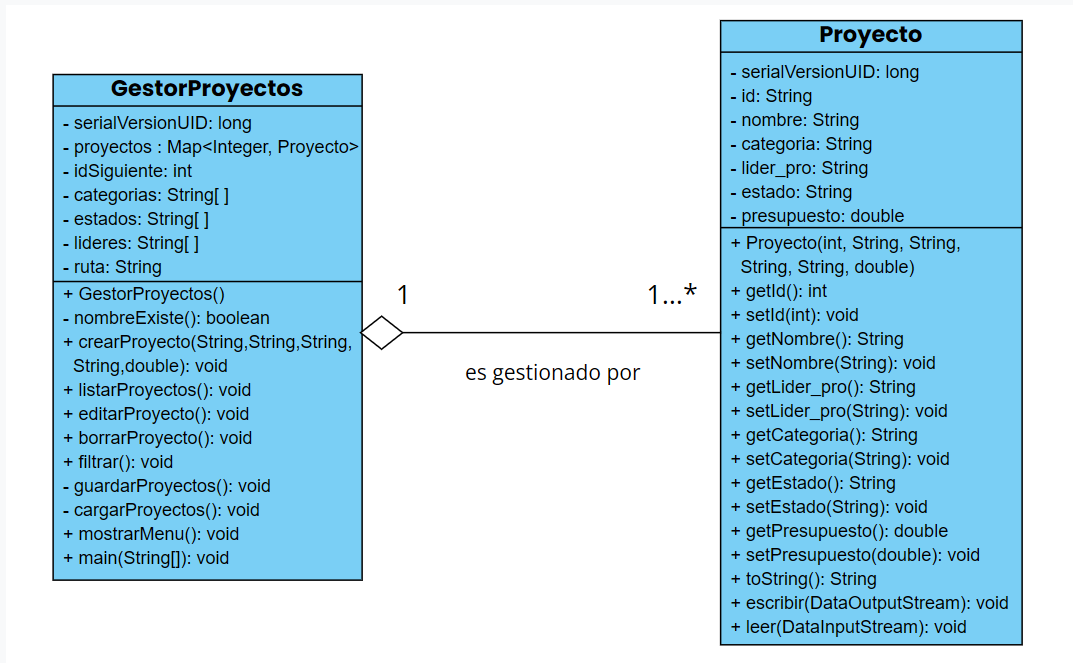 GestorProyectos
- serialVersionUID: long
- proyectos : Map<Integer, Proyecto>
- idSiguiente: int
- categorias: String[ ]
- estados: String[ ]
- lideres: String[ ]
- ruta: String
+ GestorProyectos()
- nombreExiste(): boolean
+ crearProyecto(String,String,String,
String,double): void
+ listarProyectos(): void
+ editarProyecto(): void
+ borrarProyecto(): void
+ filtrar(): void
- guardarProyectos(): void
- cargarProyectos(): void
+ mostrarMenu(): void
+ main(String[]): void
1
1...*
es gestionado por
Proyecto
- serialVersionUID: long
- id: String
- nombre: String
- categoria: String
- lider_pro: String
- estado: String
- presupuesto: double
+ Proyecto(int, String, String,
String, String, double)
+ getId(): int
+ setId(int): void
+ getNombre(): String
+ setNombre(String): void
+ getLider_pro(): String
+ setLider_pro(String): void
+ getCategoria(): String
+ setCategoria(String): void
+ getEstado(): String
+ setEstado(String): void
+ getPresupuesto(): double
+ setPresupuesto(double): void
+ toString(): String
+ escribir(DataOutputStream): void
+ leer(DataInputStream): void